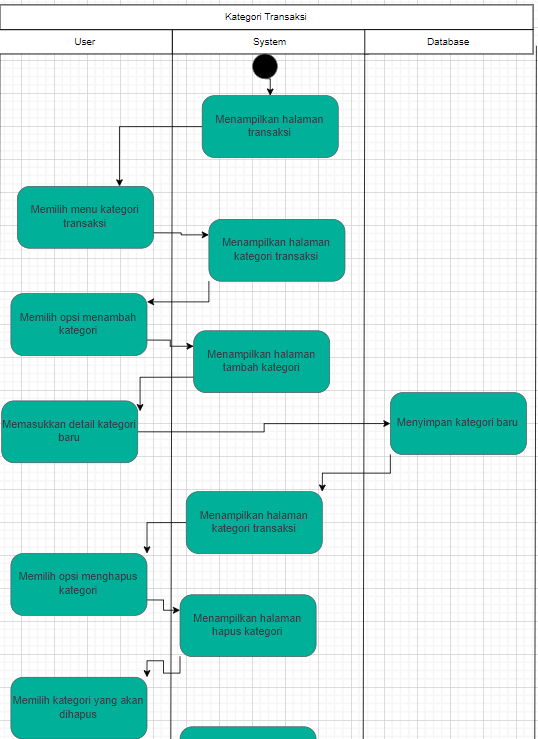 Kategori Transaksi
User
System
Database
Menampilkan halaman
transaksi
Memilih menu kategori
transaksi
Menampilkan halaman
kategori transaksi
Memilih opsi menambah
kategori
Menampilkan halaman
tambah kategori
Memasukkan detail kategori
baru
Menyimpan kategori baru
Menampilkan halaman
kategori transaksi
Memilih opsi menghapus
kategori
Menampilkan halaman
hapus kategori
Memilih kategori yang akan
dihapus